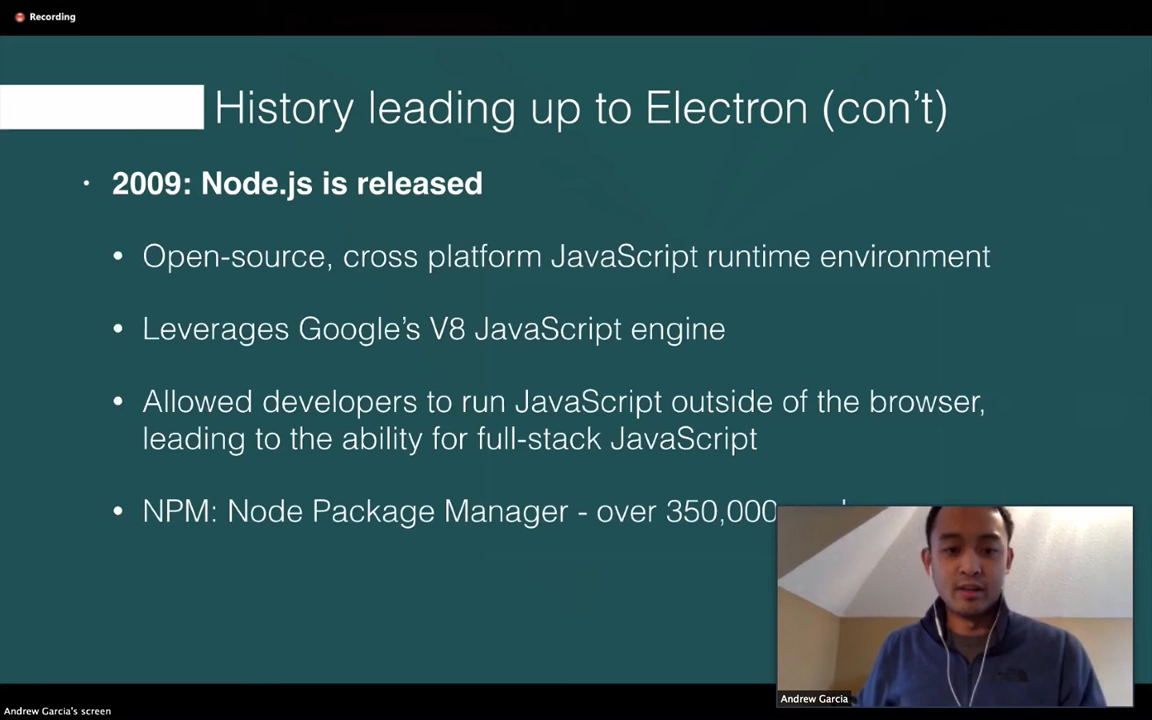 Recording
History leading up to Electron (con't)
• 2009: Node.js is released
• Open-source, cross platform JavaScript runtime environment
• Leverages Google's V8 JavaScript engine
• Allowed developers to run JavaScript outside of the browser,
leading to the ability for full-stack JavaScript
• NPM: Node Package Manager - over 350,000
Andrew Garcia
Andrew Garcia's screen